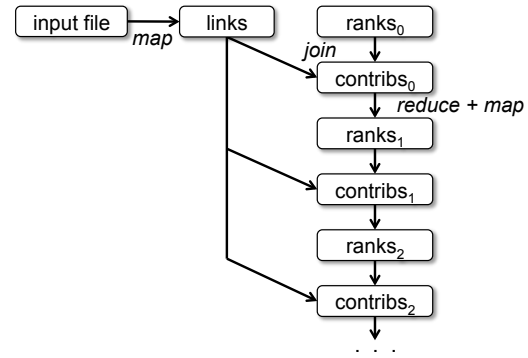 input file
map
links
ranks₀
join
contribs₀
reduce + map
ranks₁
contribs₁
ranks₂
contribs₂
. . .